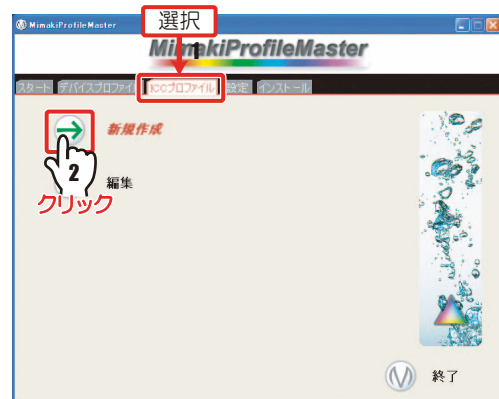 MimakiProfileMaster
選択
1
MimakiProfileMaster
スタート デバイスプロファイル ICCプロファイル 設定 インストール
新規作成
2
クリック
編集
終了